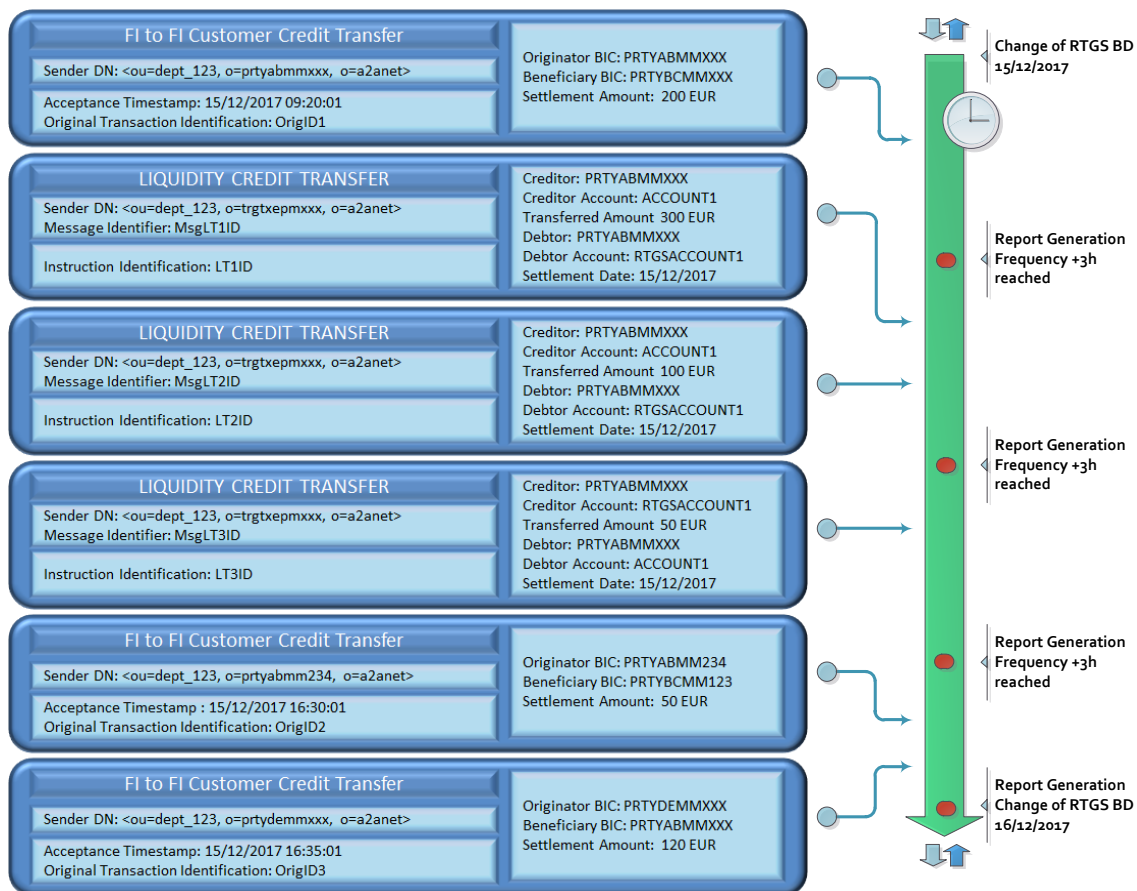 FI to FI Customer Credit Transfer
Sender DN: <ou=dept_123, o=prtyabmmxxx, o=a2anet>
Acceptance Timestamp: 15/12/2017 09:20:01
Original Transaction Identification: OrigID1
Originator BIC: PRTYABMMXXX
Beneficiary BIC: PRTYBCMMXXX
Settlement Amount: 200 EUR
LIQUIDITY CREDIT TRANSFER
Sender DN: <ou=dept_123, o=trgtxepmxxx, o=a2anet>
Message Identifier: MsgLT1ID
Instruction Identification: LT1ID
Creditor: PRTYABMMXXX
Creditor Account: ACCOUNT1
Transferred Amount 300 EUR
Debtor: PRTYABMMXXX
Debtor Account: RTGSACCOUNT1
Settlement Date: 15/12/2017
LIQUIDITY CREDIT TRANSFER
Sender DN: <ou=dept_123, o=trgtxepmxxx, o=a2anet>
Message Identifier: MsgLT2ID
Instruction Identification: LT2ID
Creditor: PRTYABMMXXX
Creditor Account: ACCOUNT1
Transferred Amount 100 EUR
Debtor: PRTYABMMXXX
Debtor Account: RTGSACCOUNT1
Settlement Date: 15/12/2017
LIQUIDITY CREDIT TRANSFER
Sender DN: <ou=dept_123, o=trgtxepmxxx, o=a2anet>
Message Identifier: MsgLT3ID
Instruction Identification: LT3ID
Creditor: PRTYABMMXXX
Creditor Account: RTGSACCOUNT1
Transferred Amount 50 EUR
Debtor: PRTYABMMXXX
Debtor Account: ACCOUNT1
Settlement Date: 15/12/2017
FI to FI Customer Credit Transfer
Sender DN: <ou=dept_123, o=prtyabmm234, o=a2anet>
Acceptance Timestamp : 15/12/2017 16:30:01
Original Transaction Identification: OrigID2
Originator BIC: PRTYABMM234
Beneficiary BIC: PRTYBCMM123
Settlement Amount: 50 EUR
FI to FI Customer Credit Transfer
Sender DN: <ou=dept_123, o=prtydemmxxx, o=a2anet>
Acceptance Timestamp: 15/12/2017 16:35:01
Original Transaction Identification: OrigID3
Originator BIC: PRTYDEMMXXX
Beneficiary BIC: PRTYABMMXXX
Settlement Amount: 120 EUR
Change of RTGS BD
15/12/2017
Report Generation
Frequency +3h
reached
Report Generation
Frequency +3h
reached
Report Generation
Frequency +3h
reached
Report Generation
Change of RTGS BD
16/12/2017